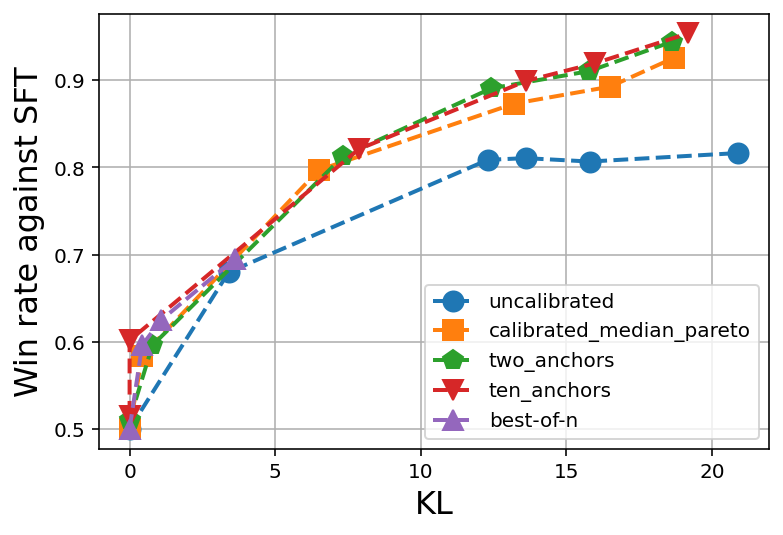 Win rate against SFT
0.9
0.8
0.7
0.6
0.5
uncalibrated
calibrated_median_pareto
two_anchors
ten_anchors
best-of-n
0
5
10
15
20
KL